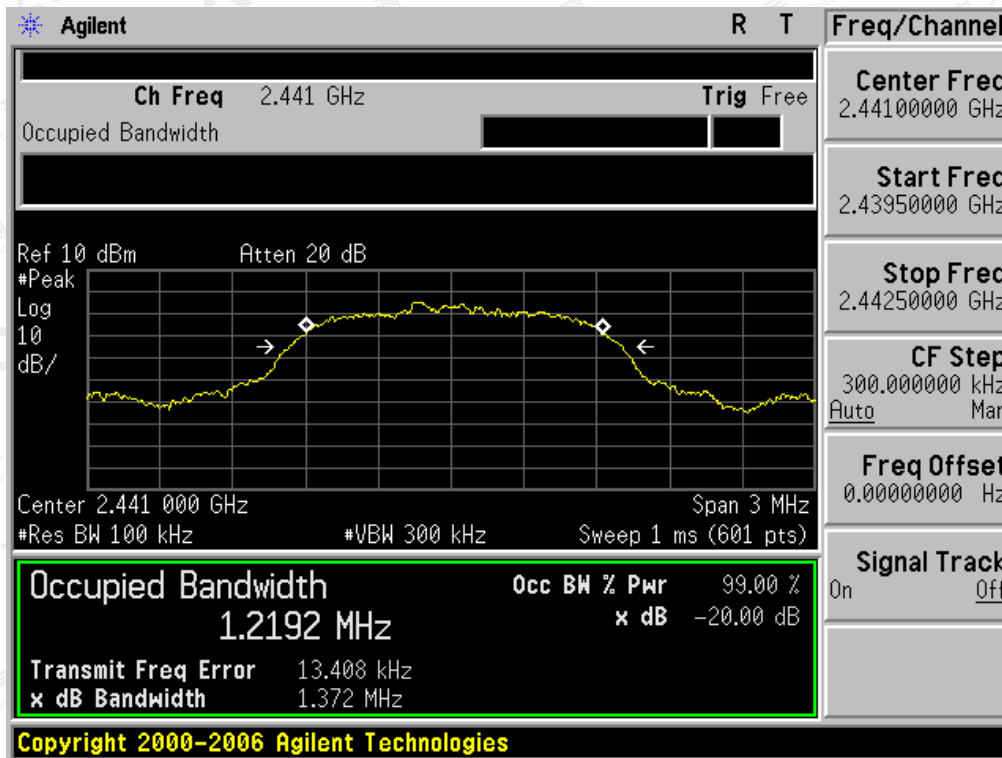 Agilent R T Freq/Channel
Ch Freq 2.441 GHz Trig Free
Occupied Bandwidth
Center Freq
2.44100000 GHz
Start Freq
2.43950000 GHz
Stop Freq
2.44250000 GHz
CF Step
300.000000 kHz
Auto Man
Freq Offset
0.00000000 Hz
Signal Track
On Off
Ref 10 dBm Atten 20 dB
#Peak
Log
10
dB/
Center 2.441 000 GHz Span 3 MHz
#Res BW 100 kHz #VBW 300 kHz Sweep 1 ms (601 pts)
Occupied Bandwidth Occ BW % Pwr 99.00 %
1.2192 MHz x dB -20.00 dB
Transmit Freq Error 13.408 kHz
x dB Bandwidth 1.372 MHz
Copyright 2000-2006 Agilent Technologies